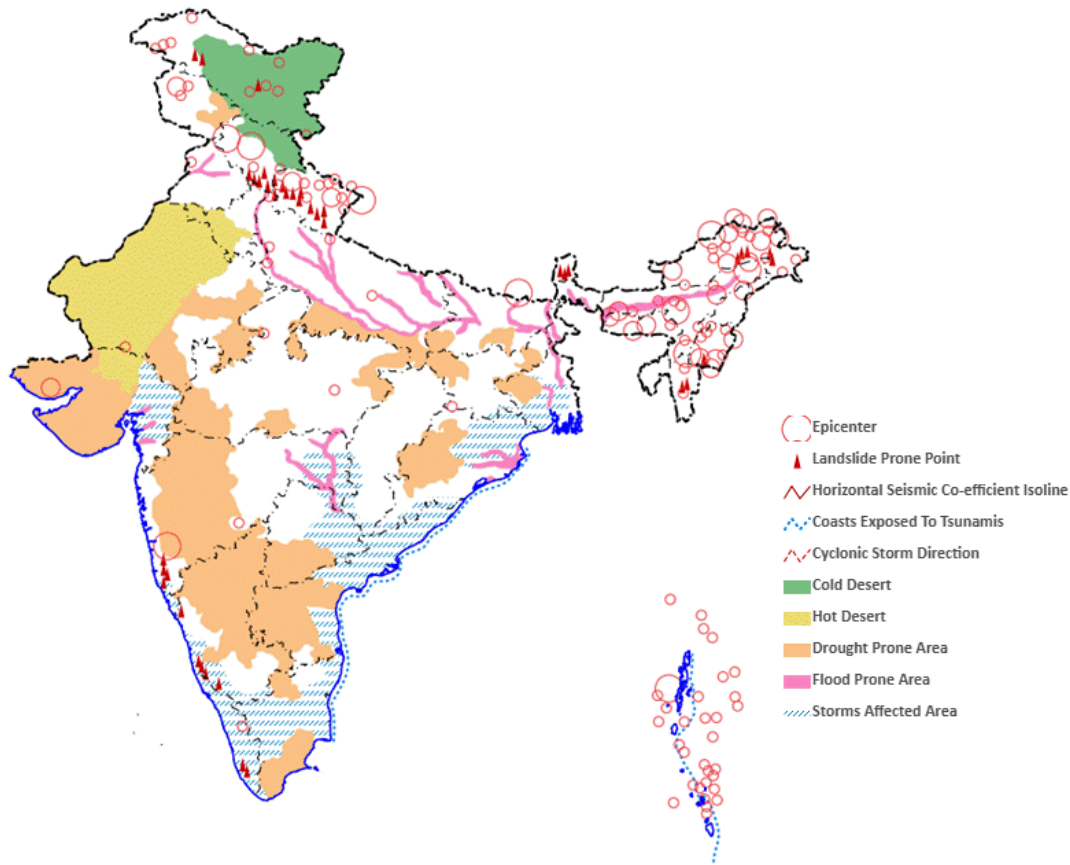 Epicenter
Landslide Prone Point
Horizontal Seismic Co-efficient Isoline
Coasts Exposed To Tsunamis
Cyclonic Storm Direction
Cold Desert
Hot Desert
Drought Prone Area
Flood Prone Area
Storms Affected Area